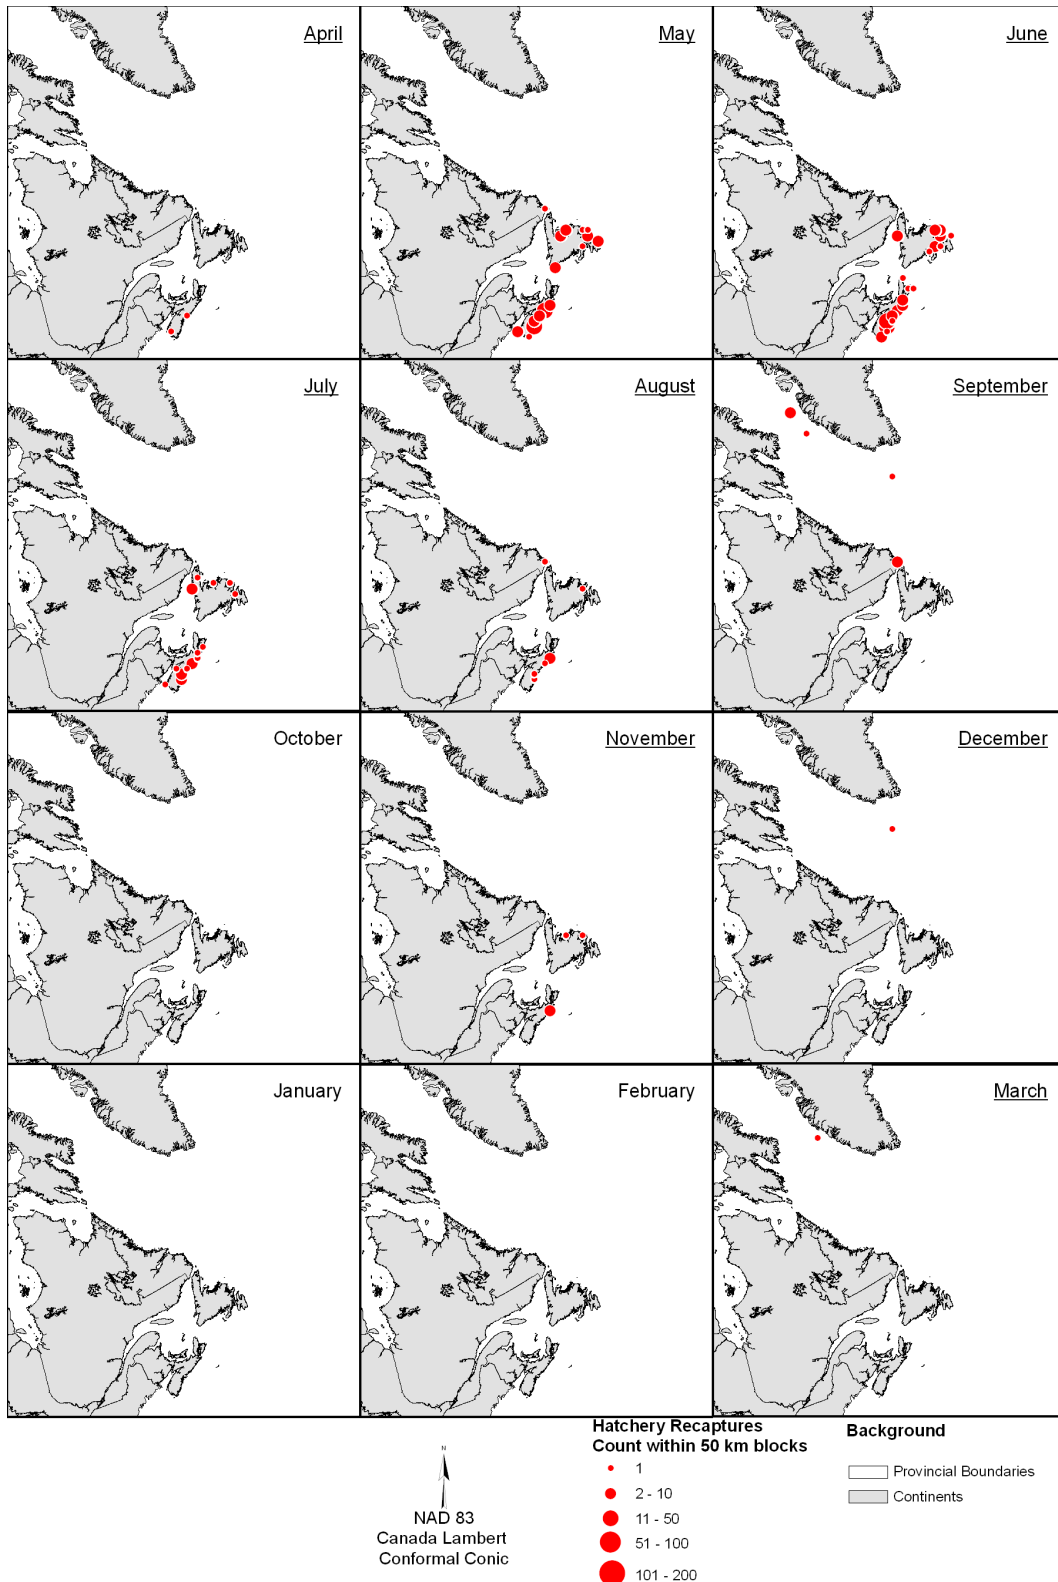 April
May
June
July
August
September
October
November
December
January
February
March
N
NAD 83
Canada Lambert
Conformal Conic
Hatchery Recaptures
Count within 50 km blocks
1
2 - 10
11 - 50
51 - 100
101 - 200
Background
Provincial Boundaries
Continents